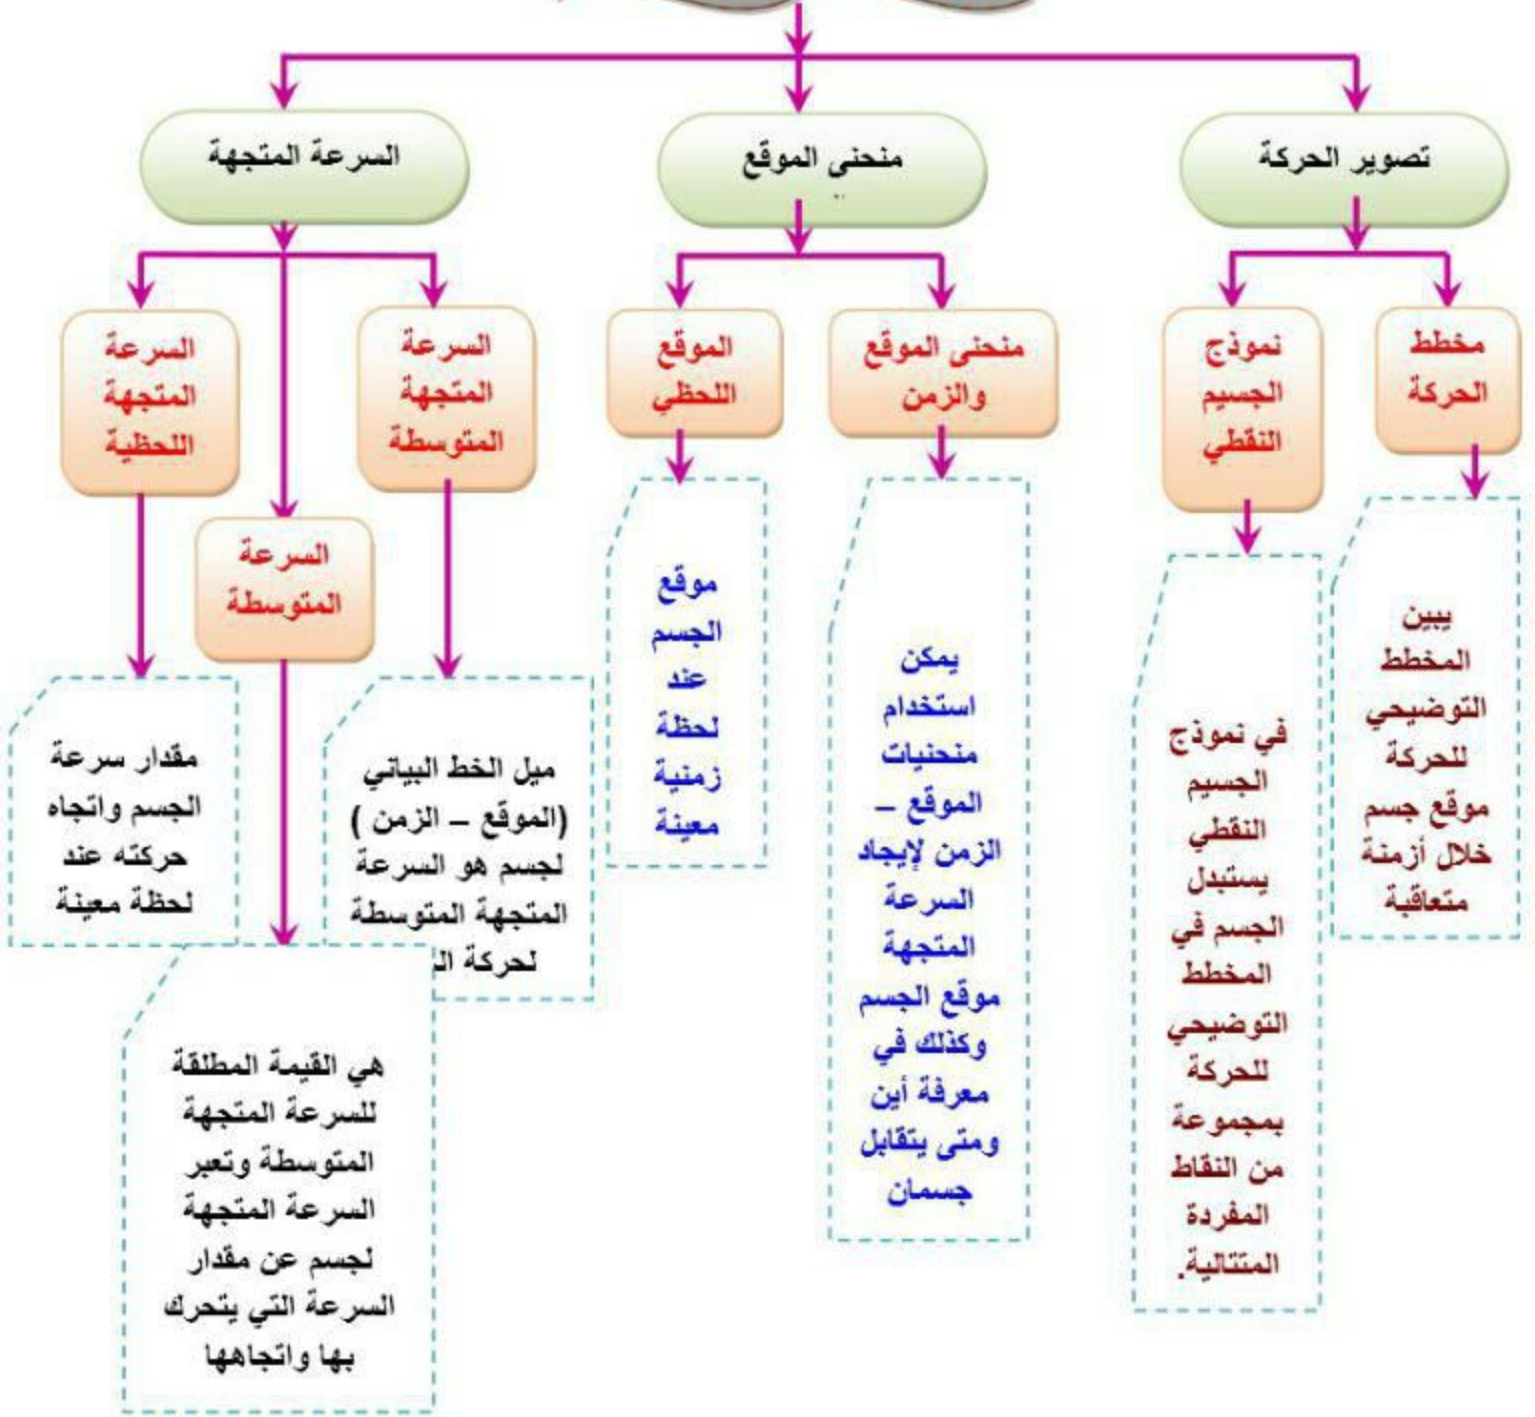 تصوير الحركة
منحنى الموقع
السرعة المتجهة
مخطط
الحركة
نموذج
الجسيم
النقطي
منحنى الموقع
والزمن
الموقع
اللحظي
السرعة
المتجهة
المتوسطة
السرعة
المتوسطة
السرعة
المتجهة
اللحظية
يبين
المخطط
التوضيحي
للحركة
موقع جسم
خلال أزمنة
متعاقبة
في نموذج
الجسيم
النقطي
يستبدل
الجسم في
المخطط
التوضيحي
للحركة
بمجموعة
من النقاط
المفردة
المتتالية.
يمكن
استخدام
منحنيات
الموقع –
الزمن لإيجاد
السرعة
المتجهة
موقع الجسم
وكذلك في
معرفة أين
ومتى يتقابل
جسمان
موقع
الجسم
عند
لحظة
زمنية
معينة
ميل الخط البياني
(الموقع – الزمن )
لجسم هو السرعة
المتجهة المتوسطة
لحركة
هي القيمة المطلقة
للسرعة المتجهة
المتوسطة وتعبر
السرعة المتجهة
لجسم عن مقدار
السرعة التي يتحرك
بها واتجاهها
مقدار سرعة
الجسم واتجاه
حركته عند
لحظة معينة